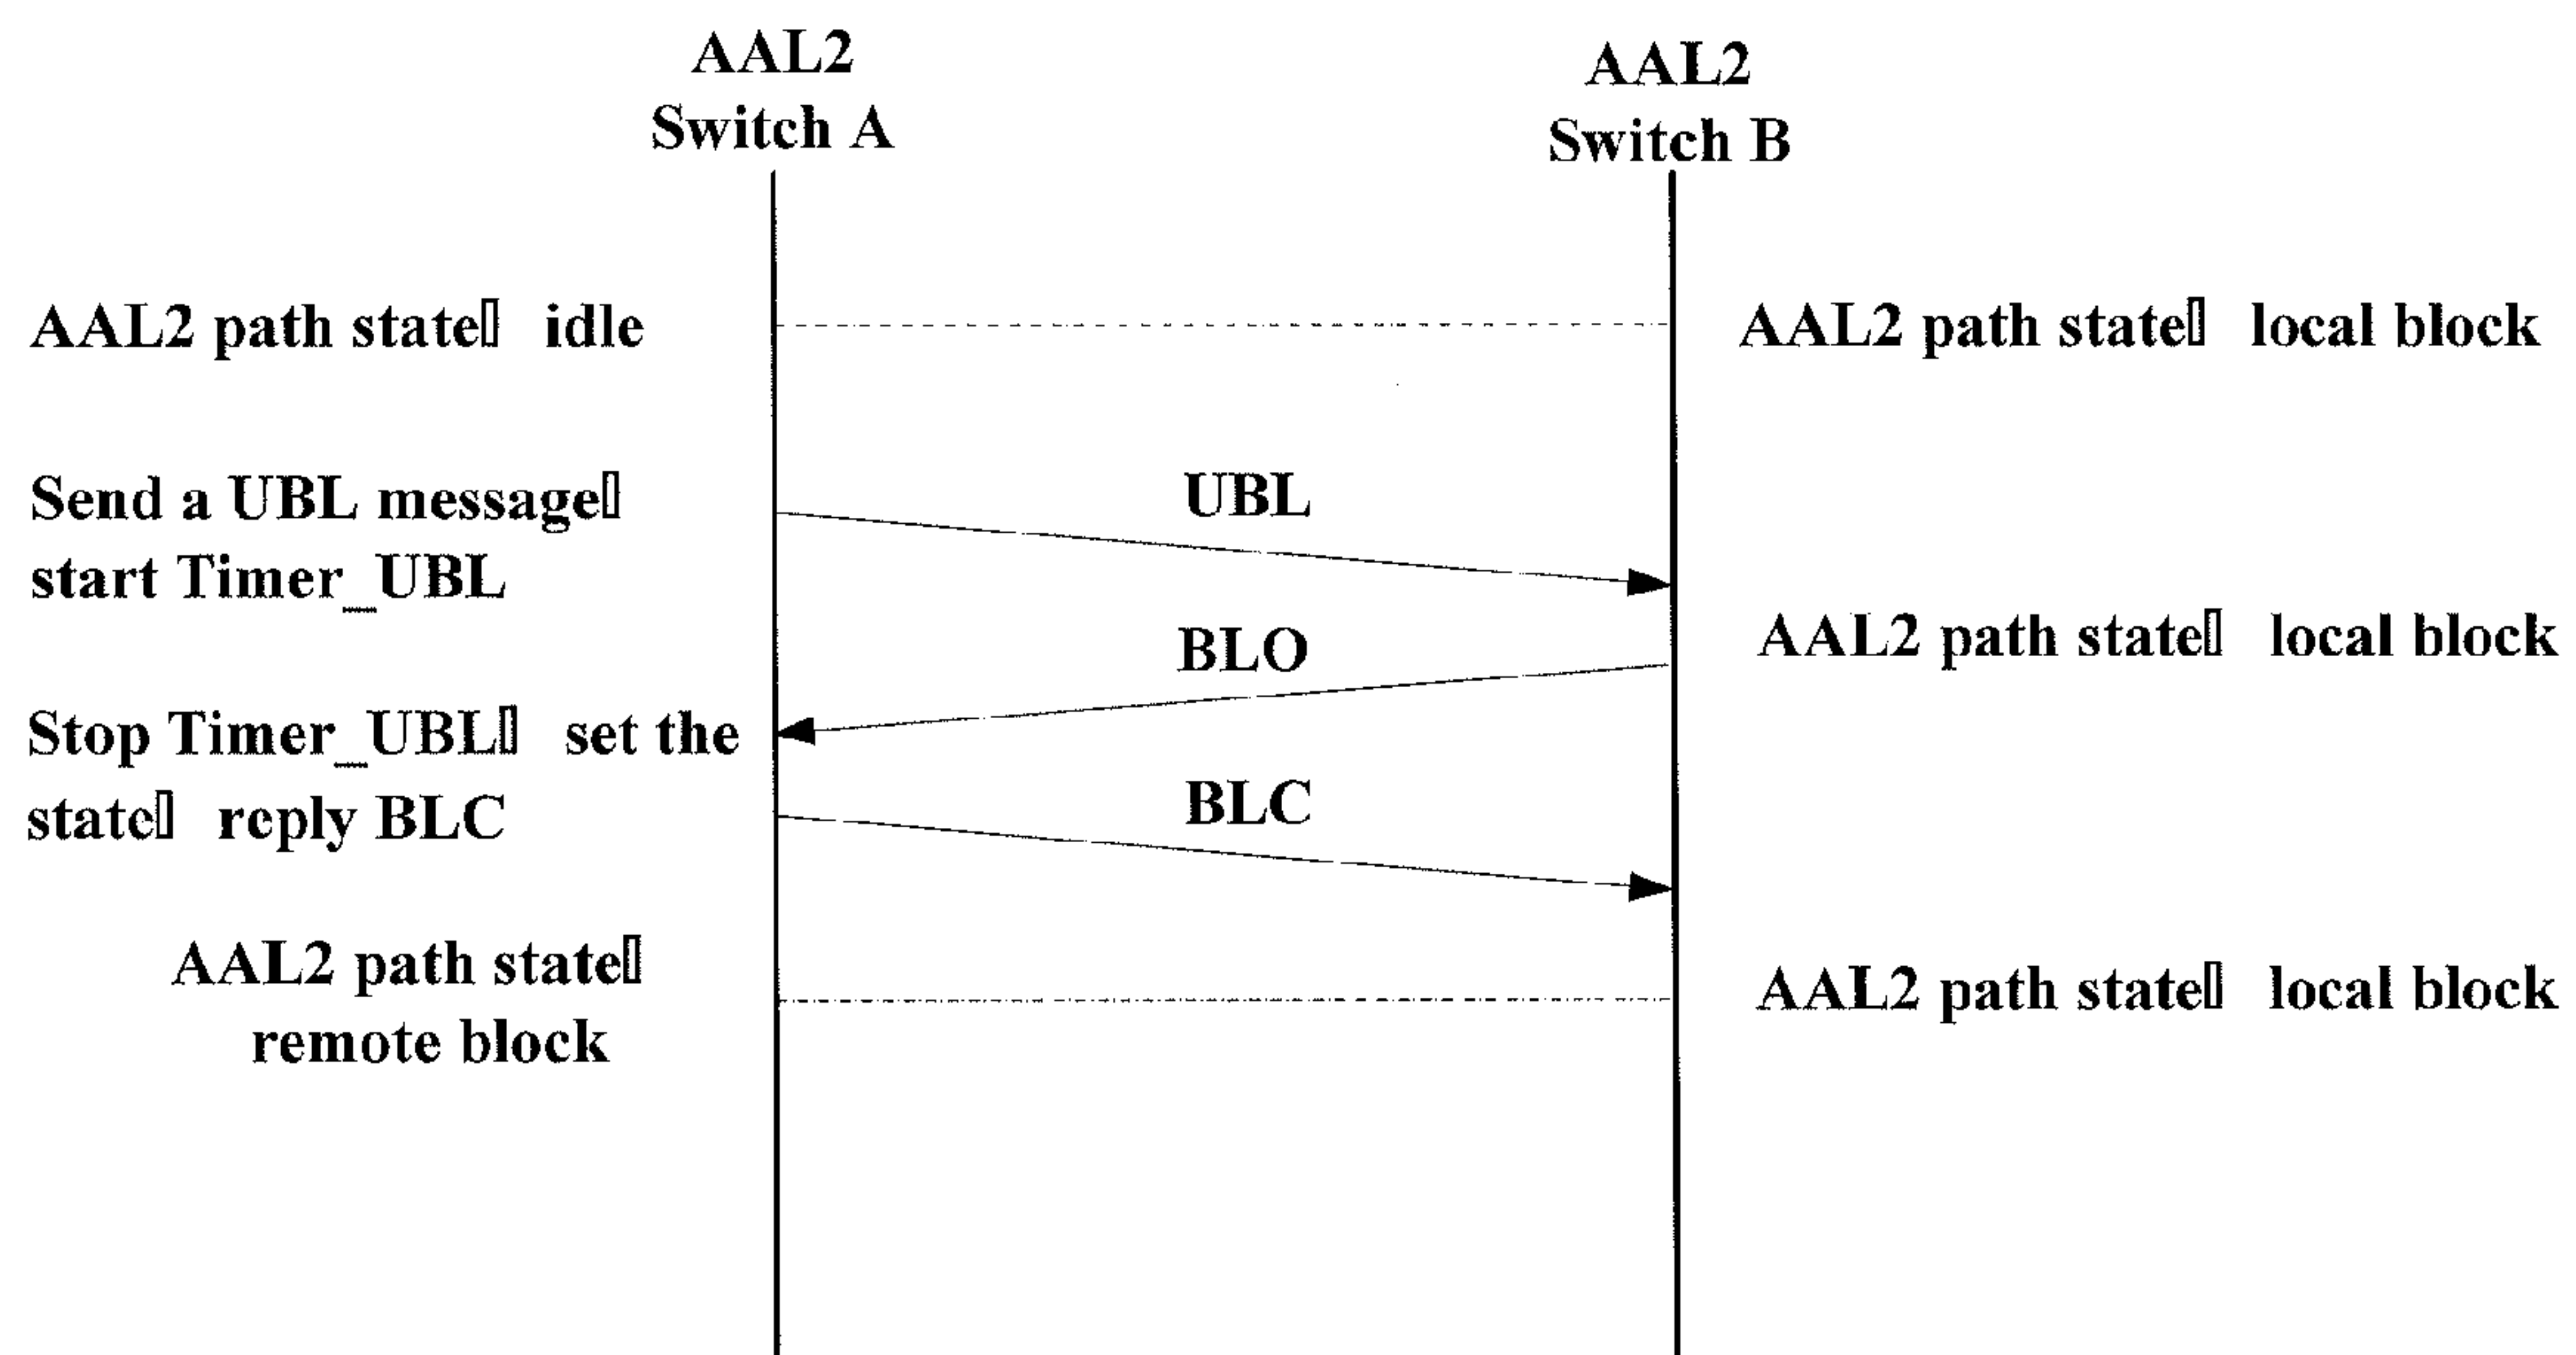 AAL2
Switch A
AAL2
Switch B
AAL2 path state▯ idle
AAL2 path state▯ local block
Send a UBL message▯
start Timer_UBL
UBL
BLO
AAL2 path state▯ local block
Stop Timer_UBL▯ set the
state▯ reply BLC
BLC
AAL2 path state▯
remote block
AAL2 path state▯ local block